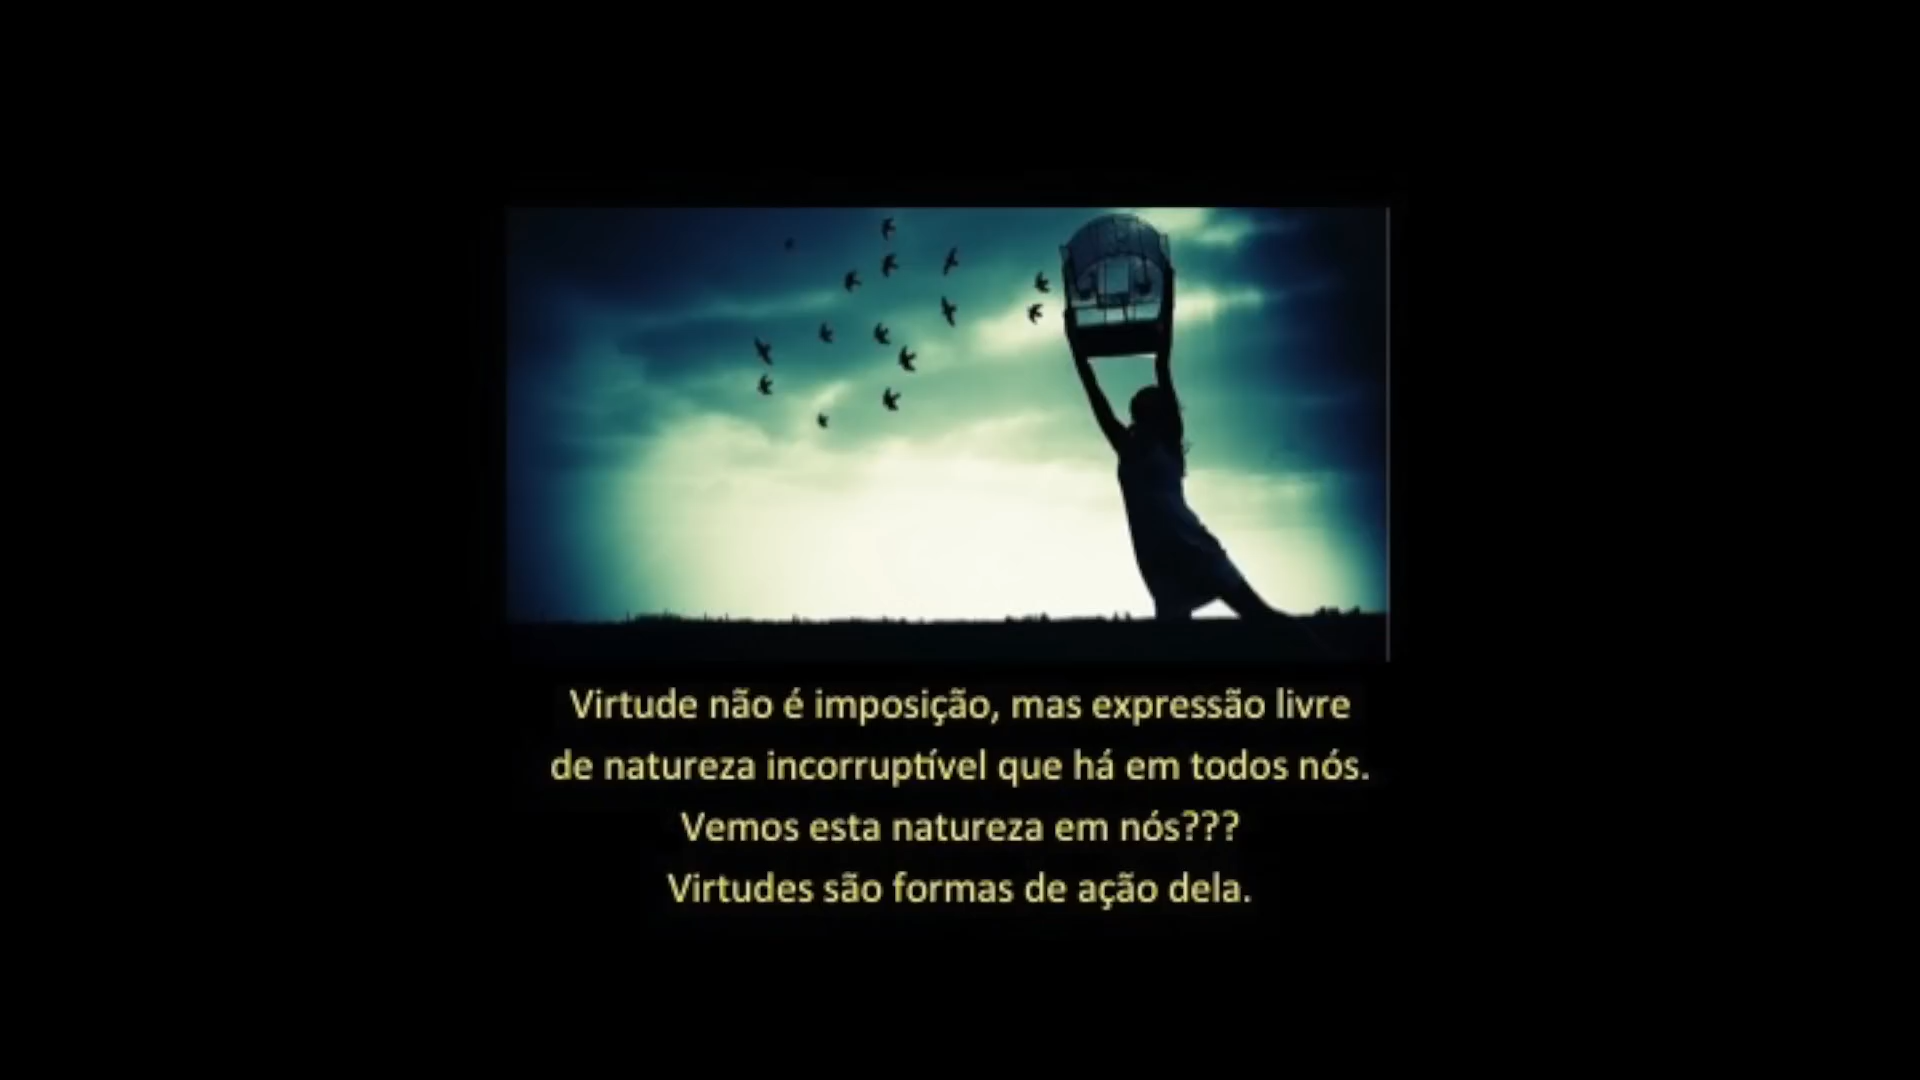 Virtude não é imposição, mas expressão livre
de natureza incorruptível que há em todos nós.
Vemos esta natureza em nós???
Virtudes são formas de ação dela.